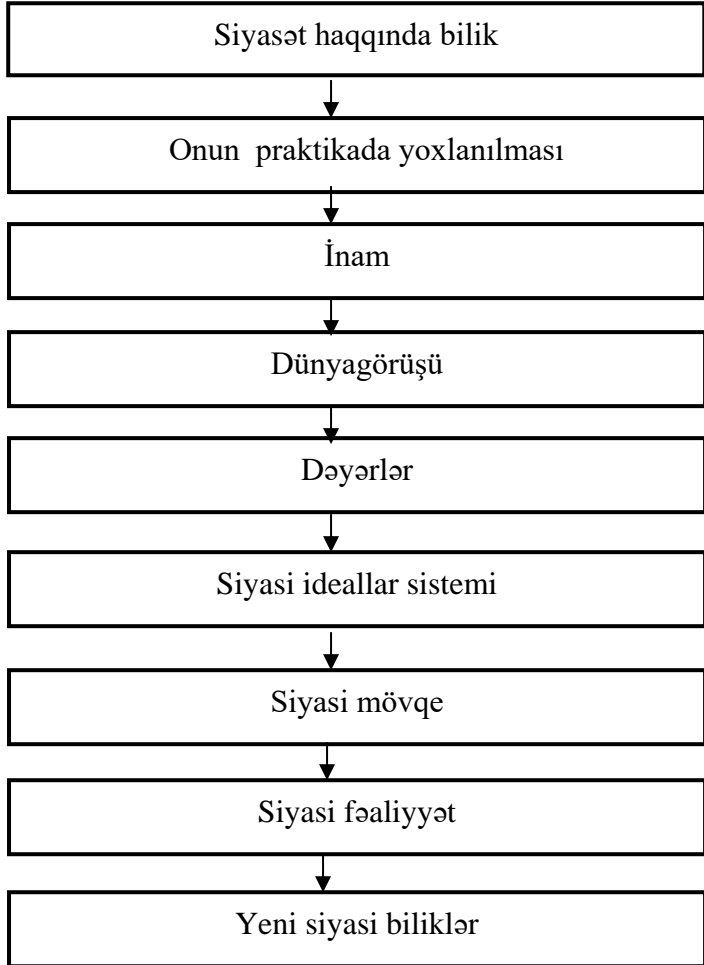 Siyasət haqqında bilik
Onun praktikada yoxlanılması
İnam
Dünyagörüşü
Dəyərlər
Siyasi ideallar sistemi
Siyasi mövqe
Siyasi fəaliyyət
Yeni siyasi biliklər